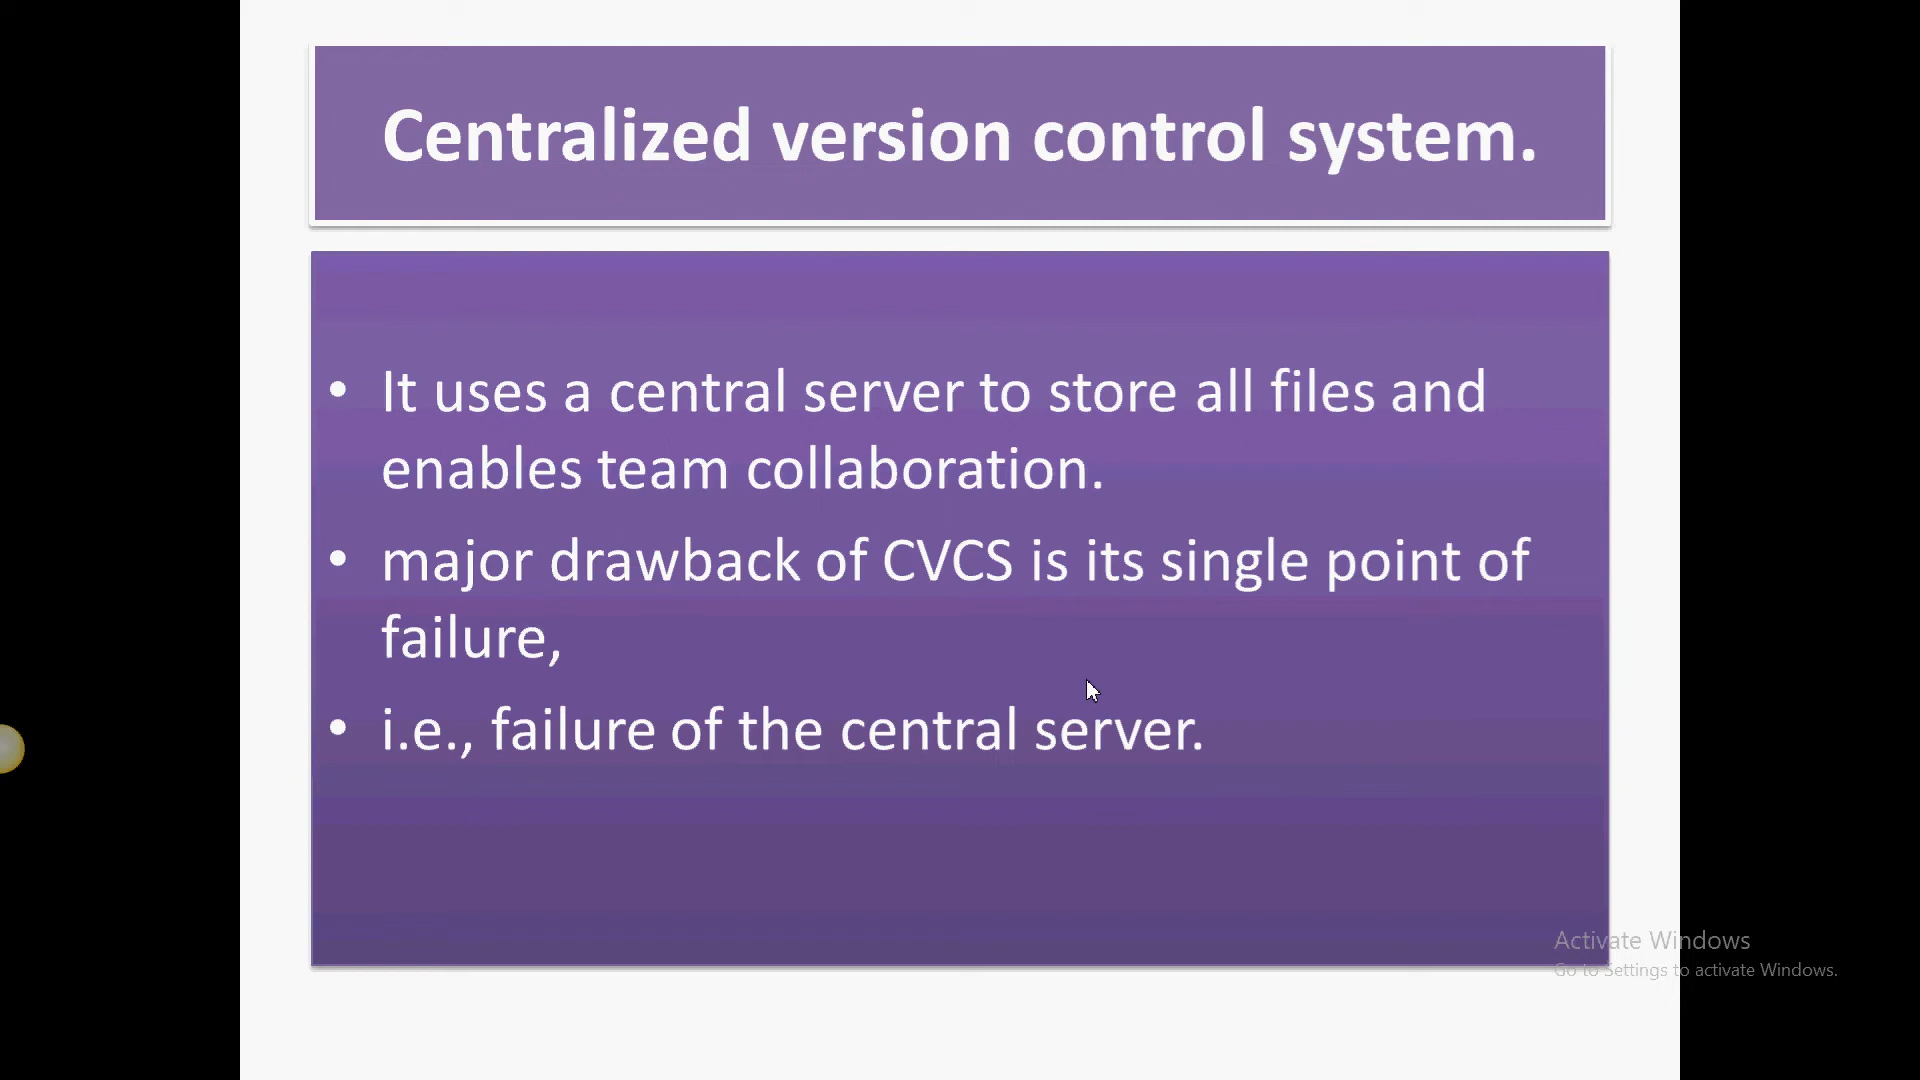 Centralized version control system.
• It uses a central server to store all files and
enables team collaboration.
• major drawback of CVCS is its single point of
failure,
• i.e., failure of the central server.
Activate Windows
Go to Settings to activate Windows.